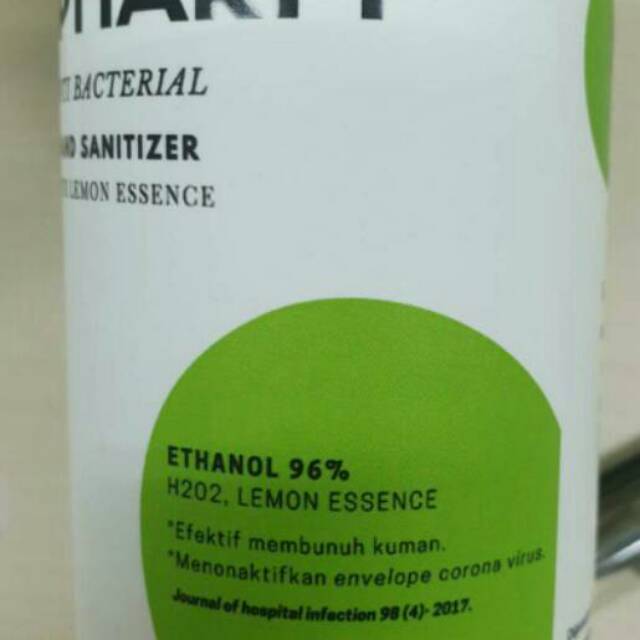 BACTERIAL
SANITIZER
LEMON ESSENCE
ETHANOL 96%
H2O2, LEMON ESSENCE
*Efektif membunuh kuman.
*Menonaktifkan envelope corona virus.
Journal of hospital infection 98 (4)- 2017.